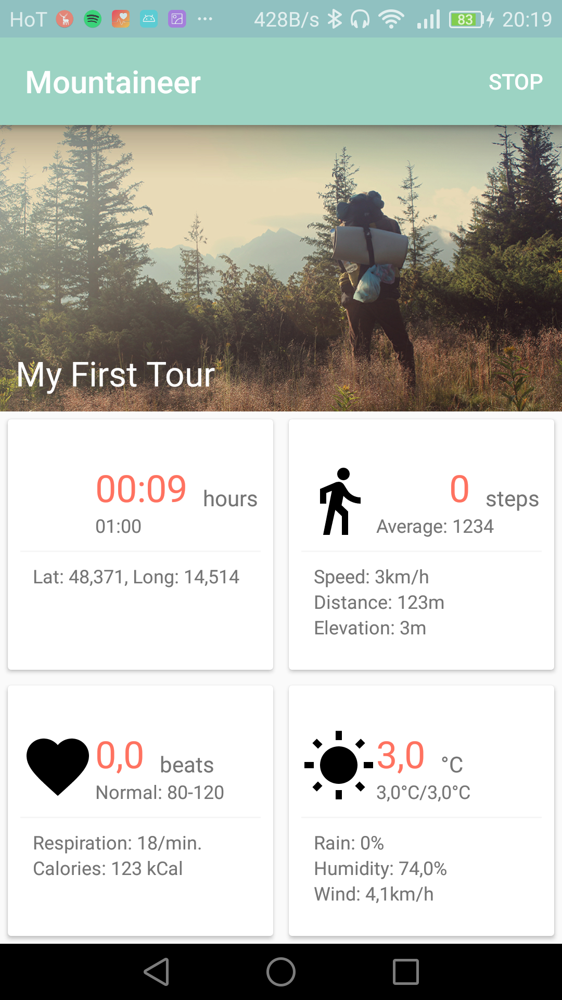 HoT 428B/s 83 20:19
Mountaineer STOP
My First Tour
00:09 hours
01:00
Lat: 48,371, Long: 14,514
0 steps
Average: 1234
Speed: 3km/h
Distance: 123m
Elevation: 3m
0,0 beats
Normal: 80-120
Respiration: 18/min.
Calories: 123 kCal
3,0 °C
3,0°C/3,0°C
Rain: 0%
Humidity: 74,0%
Wind: 4,1km/h